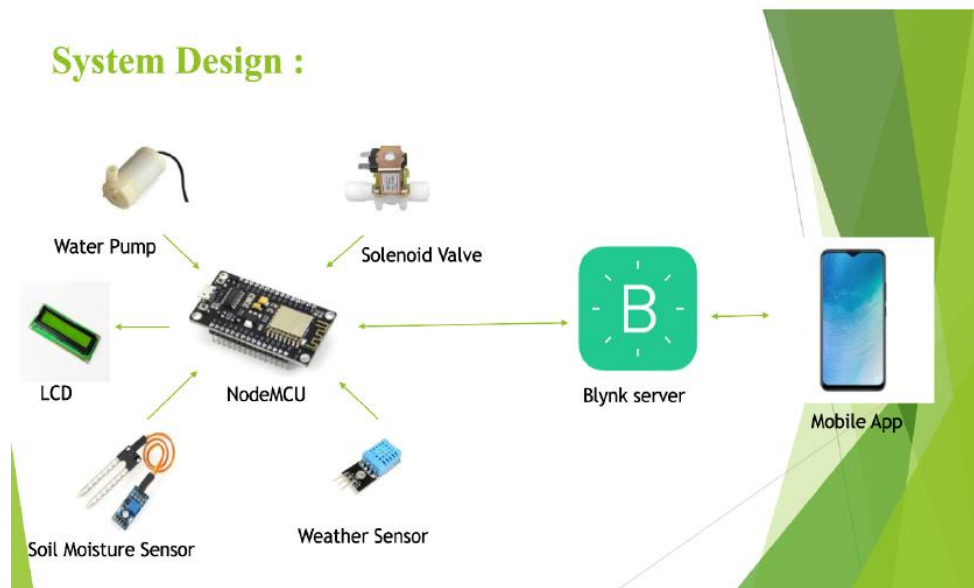 System Design :
Water Pump
Solenoid Valve
B
LCD
NodeMCU
Blynk server
Mobile App
Soil Moisture Sensor
Weather Sensor